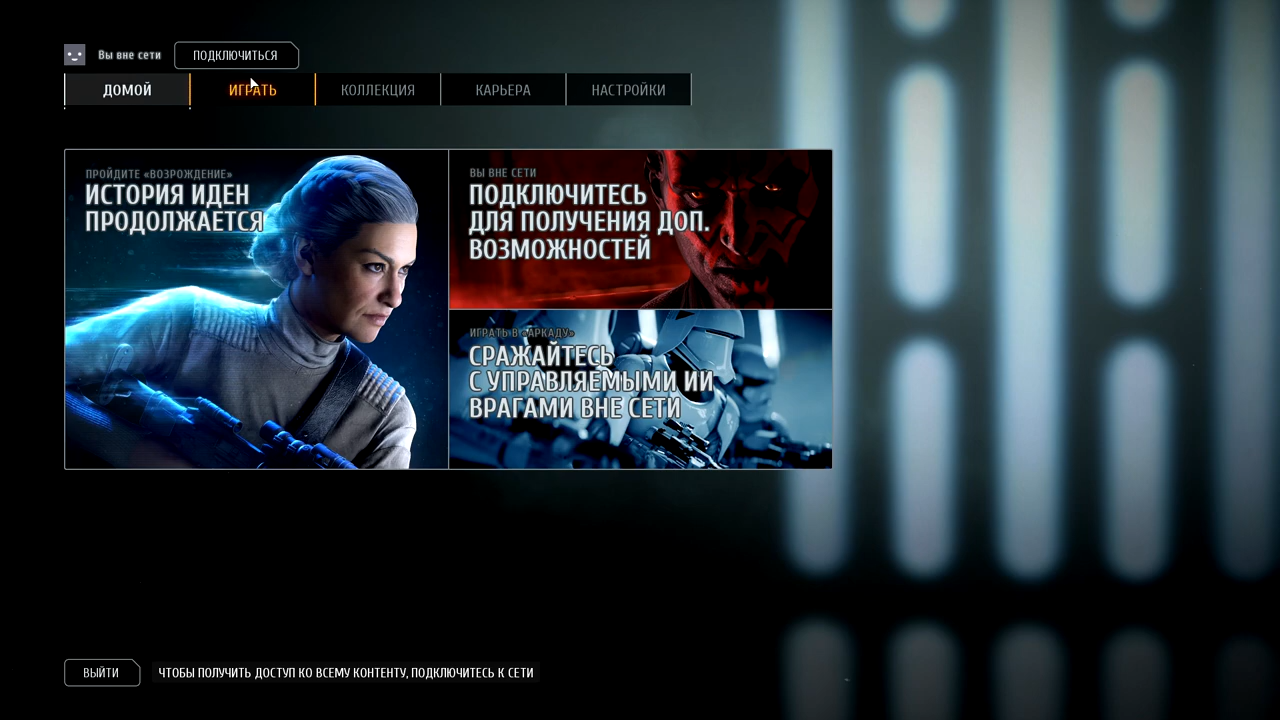 Вы вне сети
ПОДКЛЮЧИТЬСЯ
ДОМОЙ
ИГРАТЬ
КОЛЛЕКЦИЯ
КАРЬЕРА
НАСТРОЙКИ
ПРОЙДИТЕ «ВОЗРОЖДЕНИЕ»
ИСТОРИЯ ИДЕН
ПРОДОЛЖАЕТСЯ
ВЫ ВНЕ СЕТИ
ПОДКЛЮЧИТЕСЬ
ДЛЯ ПОЛУЧЕНИЯ ДОП.
ВОЗМОЖНОСТЕЙ
ИГРАТЬ В «АРКАДУ»
СРАЖАЙТЕСЬ
С УПРАВЛЯЕМЫМИ ИИ
ВРАГАМИ ВНЕ СЕТИ
ВЫЙТИ
ЧТОБЫ ПОЛУЧИТЬ ДОСТУП КО ВСЕМУ КОНТЕНТУ, ПОДКЛЮЧИТЕСЬ К СЕТИ